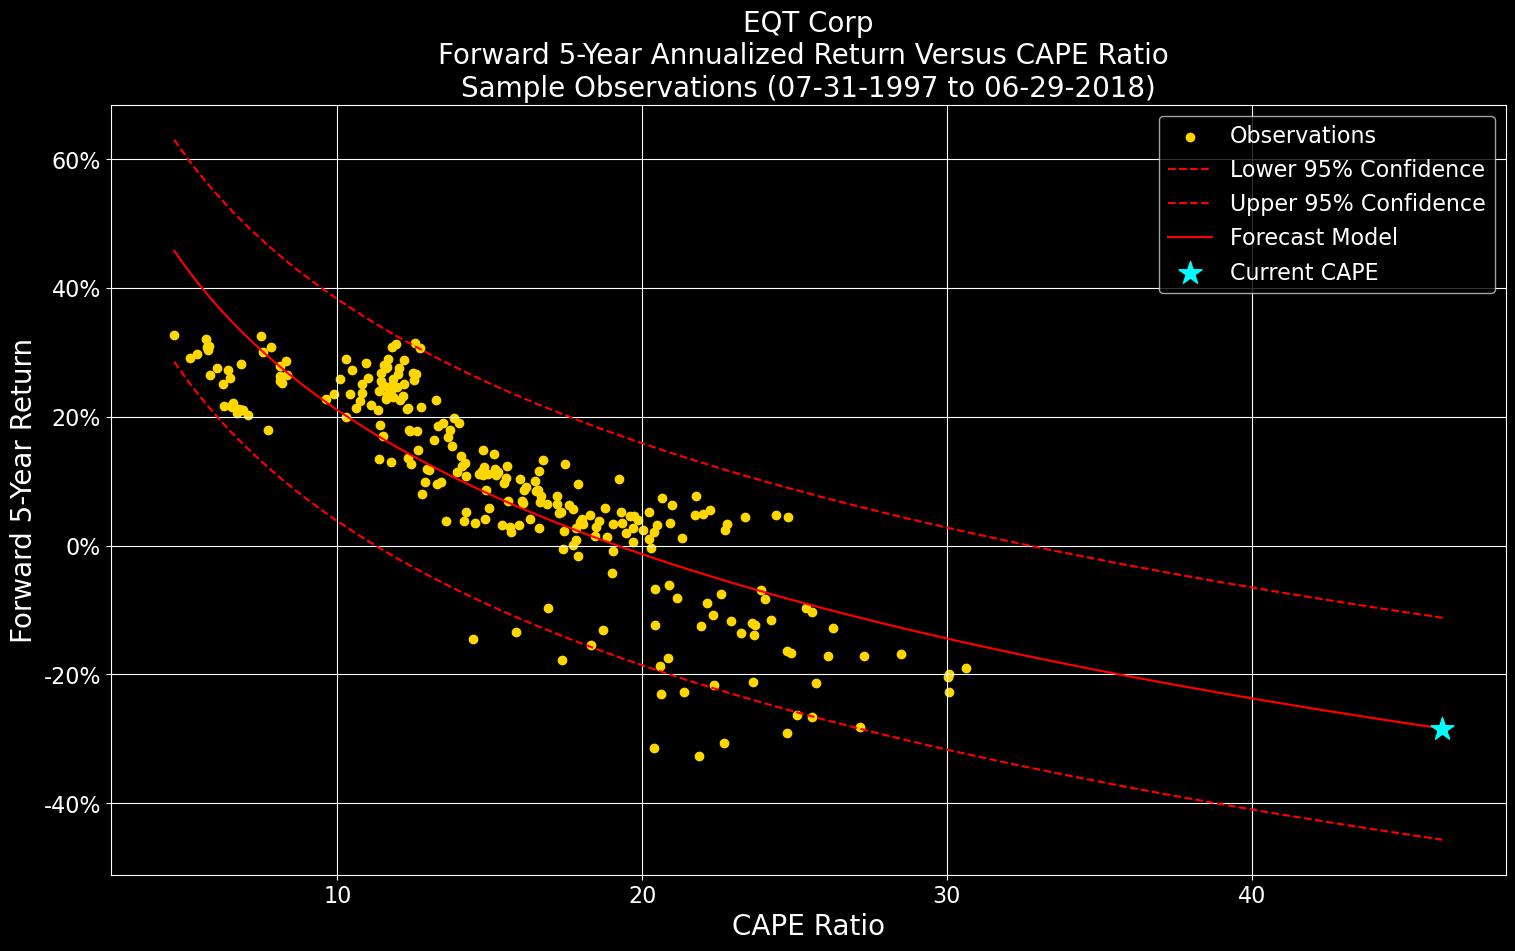 EQT Corp
Forward 5-Year Annualized Return Versus CAPE Ratio
Sample Observations (07-31-1997 to 06-29-2018)
Observations
Lower 95% Confidence
Upper 95% Confidence
Forecast Model
Current CAPE
Forward 5-Year Return
60%
40%
20%
0%
-20%
-40%
10 20 30 40
CAPE Ratio